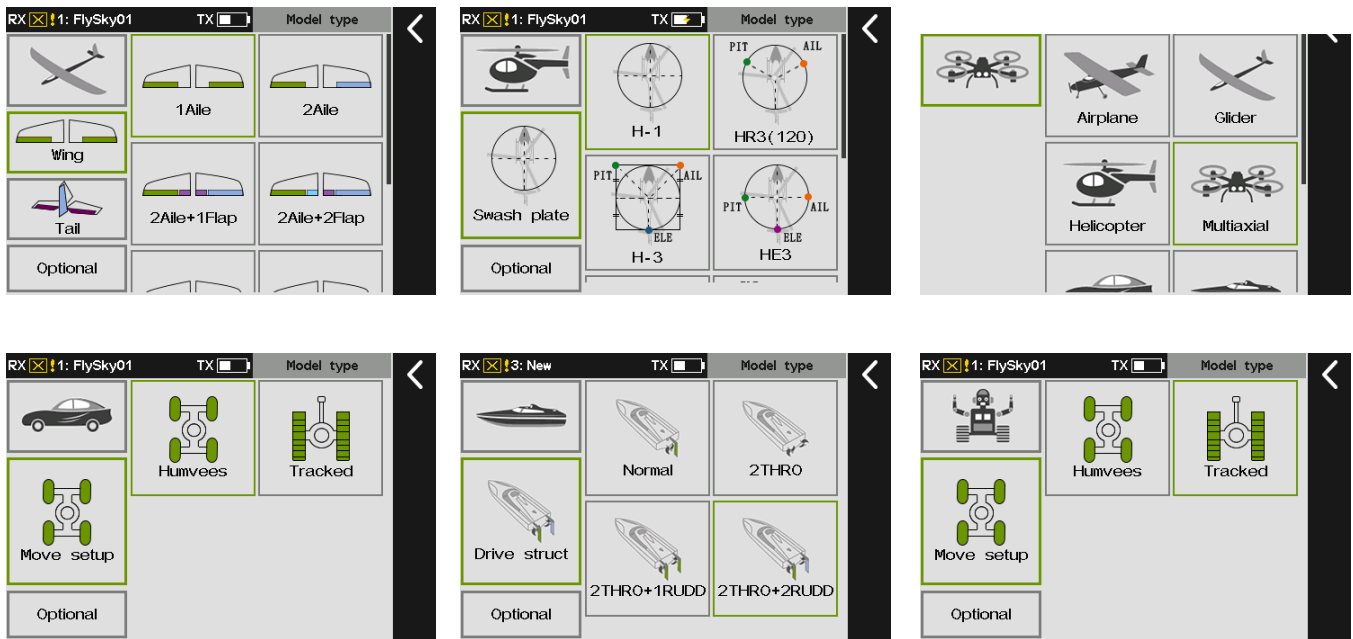 RX !1: FlySky01 TX Model type
1Aile 2Aile
Wing
2Aile+1Flap 2Aile+2Flap
Tail
Optional
RX !1: FlySky01 TX Model type
PIT AIL
H-1 HR3(120)
PIT AIL
Swash plate
PIT AIL
ELE ELE
H-3 HE3
Optional
Airplane Glider
Helicopter Multiaxial
RX !1: FlySky01 TX Model type
Humvees Tracked
Move setup
Optional
RX !3: New TX Model type
Normal 2THRO
Drive struct
2THRO+1RUDD 2THRO+2RUDD
Optional
RX !1: FlySky01 TX Model type
Humvees Tracked
Move setup
Optional